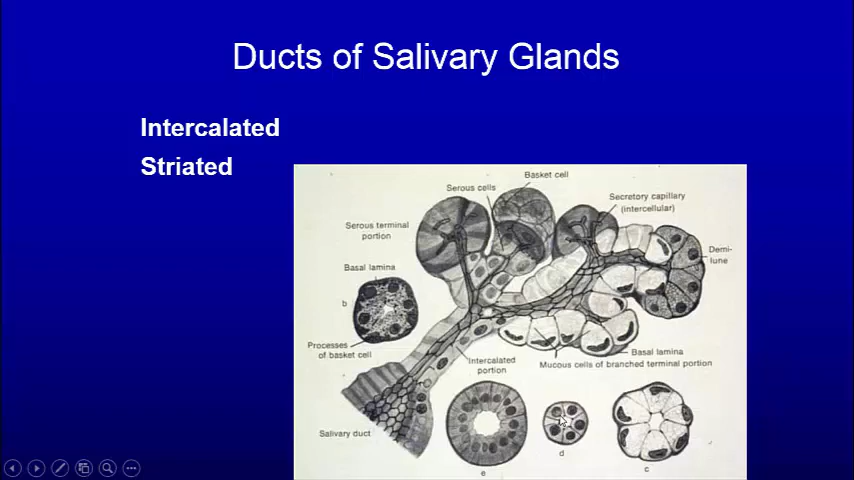 Ducts of Salivary Glands
Intercalated
Striated
Basket cell
Serous cells
Secretory capillary
(intercellular)
Serous terminal
portion
Demi-
lune
Basal lamina
b
Processes
of basket cell
Intercalated
portion
Basal lamina
Mucous cells of branched terminal portion
Salivary duct
e
d
c